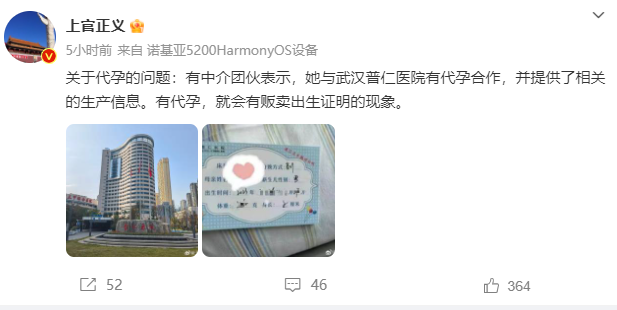 上官正义
5小时前 来自 诺基亚5200HarmonyOS设备
关于代孕的问题：有中介团伙表示，她与武汉普仁医院有代孕合作，并提供了相关
的生产信息。有代孕，就会有贩卖出生证明的现象。
52
46
364